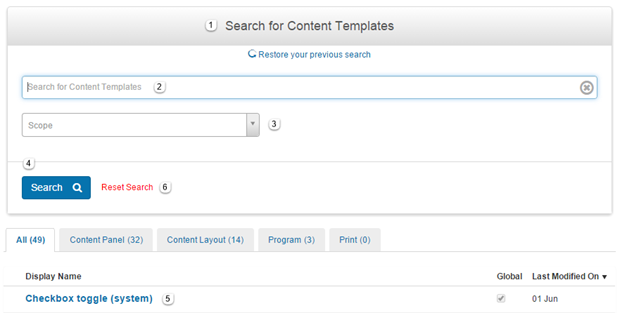 1 Search for Content Templates
Restore your previous search
Search for Content Templates 2
Scope 3
4
Search Reset Search 6
All (49) Content Panel (32) Content Layout (14) Program (3) Print (0)
Display Name Global Last Modified On
Checkbox toggle (system) 5 01 Jun